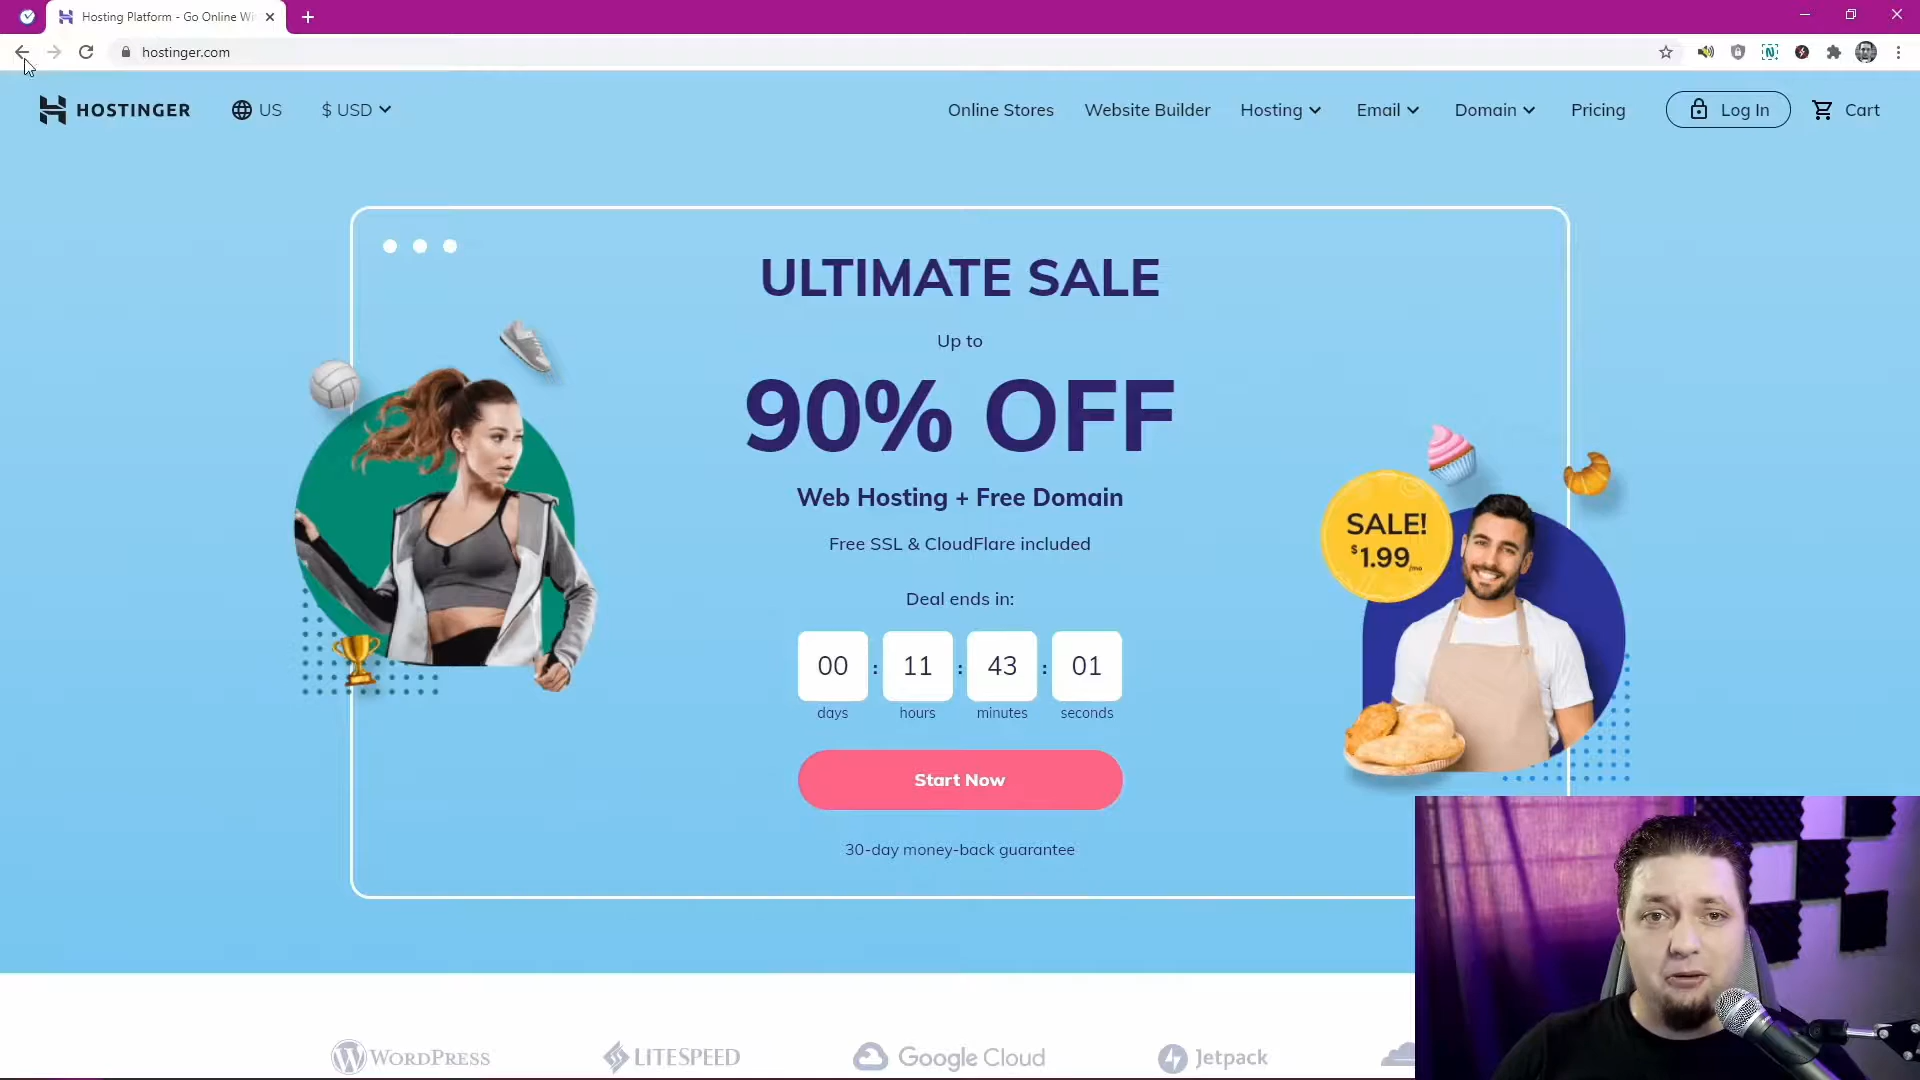 Hosting Platform - Go Online Wi
hostinger.com
HOSTINGER
US
$ USD
Online Stores
Website Builder
Hosting
Email
Domain
Pricing
Log In
Cart
ULTIMATE SALE
Up to
90% OFF
Web Hosting + Free Domain
Free SSL & CloudFlare included
SALE!
$1.99/mo
Deal ends in:
00 : 11 : 43 : 01
days hours minutes seconds
Start Now
30-day money-back guarantee
WORDPRESS
LITESPEED
Google Cloud
Jetpack